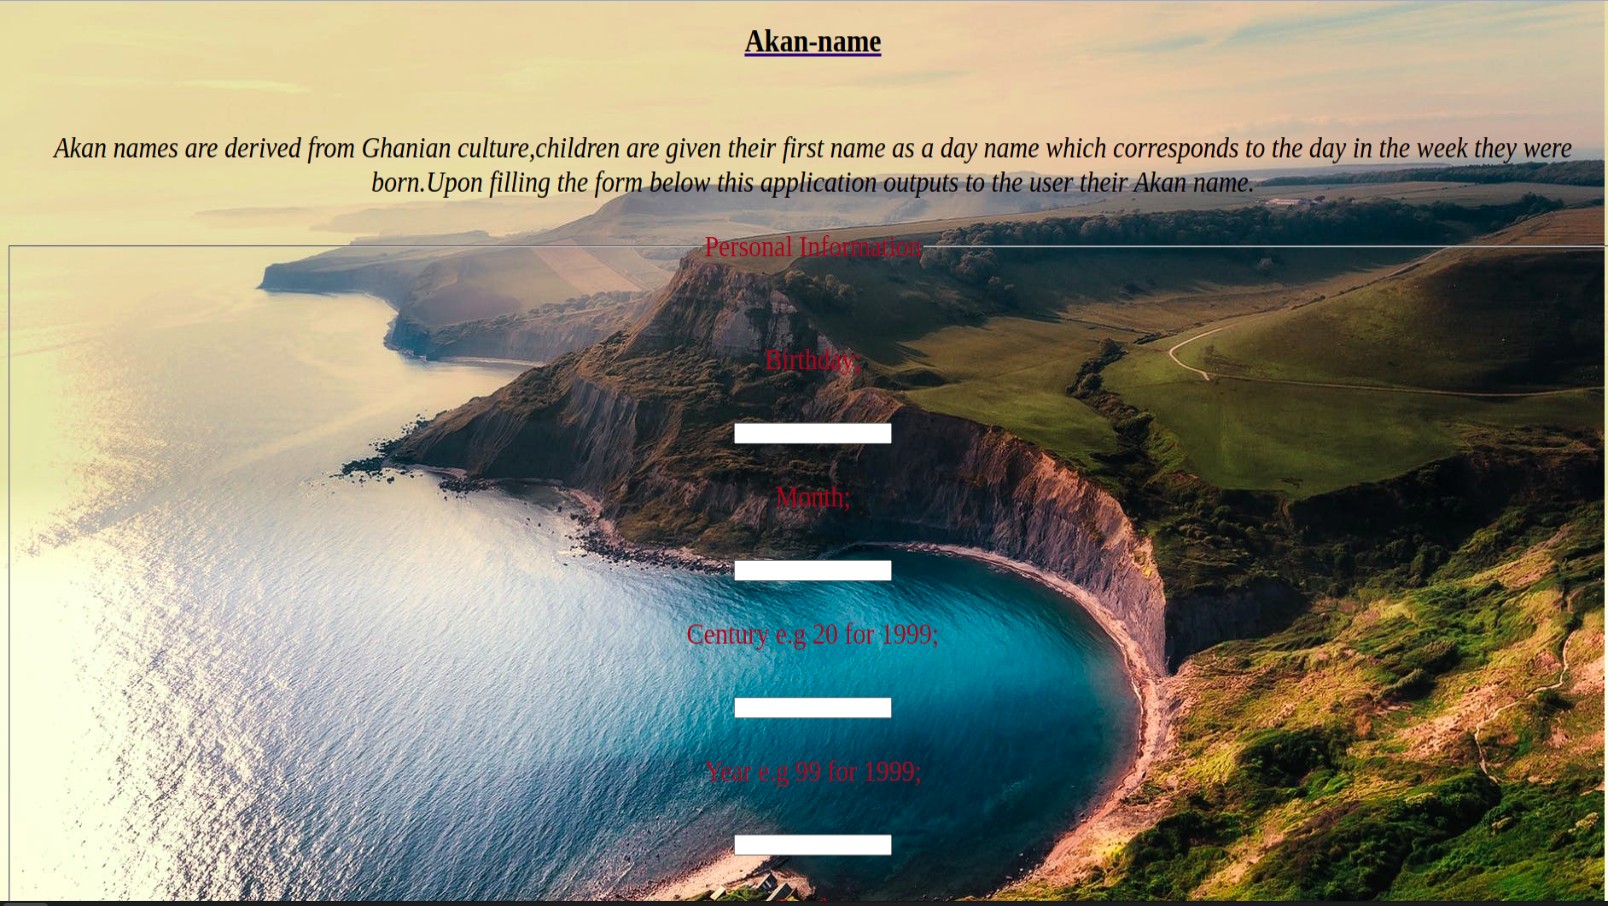 Akan-name
Akan names are derived from Ghanian culture,children are given their first name as a day name which corresponds to the day in the week they were
born.Upon filling the form below this application outputs to the user their Akan name.
Personal Information
Birthday;
Month;
Century e.g 20 for 1999;
Year e.g 99 for 1999;